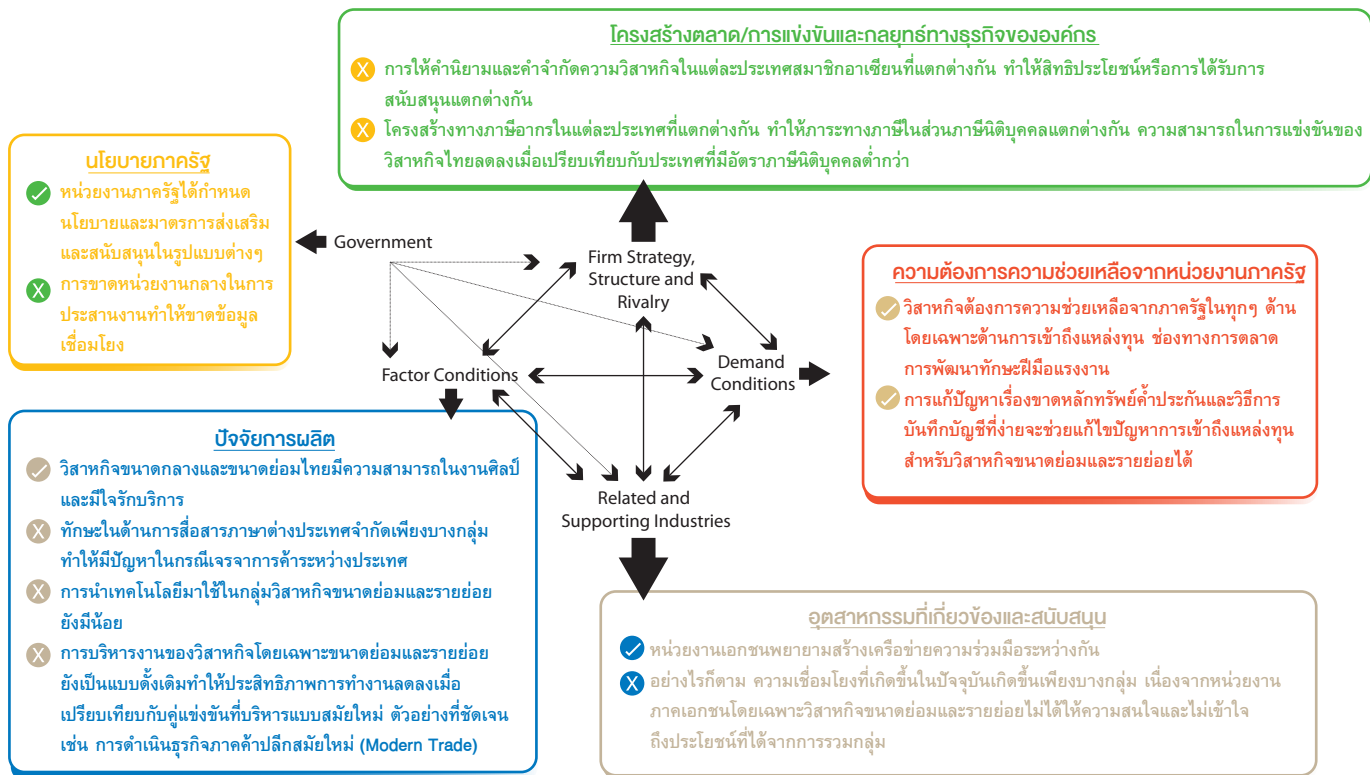 โครงสร้างตลาด/การแข่งขันและกลยุทธ์ทางธุรกิจขององค์กร
การให้คำนิยามและคำจำกัดความวิสาหกิจในแต่ละประเทศสมาชิกอาเซียนที่แตกต่างกัน ทำให้สิทธิประโยชน์หรือการได้รับการ
สนับสนุนแตกต่างกัน
โครงสร้างทางภาษีอากรในแต่ละประเทศที่แตกต่างกัน ทำให้ภาระทางภาษีในส่วนภาษีนิติบุคคลแตกต่างกัน ความสามารถในการแข่งขันของ
วิสาหกิจไทยลดลงเมื่อเปรียบเทียบกับประเทศที่มีอัตราภาษีนิติบุคคลต่ำกว่า
นโยบายภาครัฐ
หน่วยงานภาครัฐได้กำหนด
นโยบายและมาตรการส่งเสริม
และสนับสนุนในรูปแบบต่างๆ
การขาดหน่วยงานกลางในการ
ประสานงานทำให้ขาดข้อมูล
เชื่อมโยง
Government
Firm Strategy,
Structure and
Rivalry
Factor Conditions
Demand
Conditions
Related and
Supporting Industries
ความต้องการความช่วยเหลือจากหน่วยงานภาครัฐ
วิสาหกิจต้องการความช่วยเหลือจากภาครัฐในทุกๆ ด้าน
โดยเฉพาะด้านการเข้าถึงแหล่งทุน ช่องทางการตลาด
การพัฒนาทักษะฝีมือแรงงาน
การแก้ปัญหาเรื่องขาดหลักทรัพย์ค้ำประกันและวิธีการ
บันทึกบัญชีที่ง่ายจะช่วยแก้ไขปัญหาการเข้าถึงแหล่งทุน
สำหรับวิสาหกิจขนาดย่อมและรายย่อยได้
ปัจจัยการผลิต
วิสาหกิจขนาดกลางและขนาดย่อมไทยมีความสามารถในงานศิลป์
และมีใจรักบริการ
ทักษะในด้านการสื่อสารภาษาต่างประเทศจำกัดเพียงบางกลุ่ม
ทำให้มีปัญหาในกรณีเจรจาการค้าระหว่างประเทศ
การนำเทคโนโลยีมาใช้ในกลุ่มวิสาหกิจขนาดย่อมและรายย่อย
ยังมีน้อย
การบริหารงานของวิสาหกิจโดยเฉพาะขนาดย่อมและรายย่อย
ยังเป็นแบบดั้งเดิมทำให้ประสิทธิภาพการทำงานลดลงเมื่อ
เปรียบเทียบกับคู่แข่งขันที่บริหารแบบสมัยใหม่ ตัวอย่างที่ชัดเจน
เช่น การดำเนินธุรกิจภาคค้าปลีกสมัยใหม่ (Modern Trade)
อุตสาหกรรมที่เกี่ยวข้องและสนับสนุน
หน่วยงานเอกชนพยายามสร้างเครือข่ายความร่วมมือระหว่างกัน
อย่างไรก็ตาม ความเชื่อมโยงที่เกิดขึ้นในปัจจุบันเกิดขึ้นเพียงบางกลุ่ม เนื่องจากหน่วยงาน
ภาคเอกชนโดยเฉพาะวิสาหกิจขนาดย่อมและรายย่อยไม่ได้ให้ความสนใจและไม่เข้าใจ
ถึงประโยชน์ที่ได้จากการรวมกลุ่ม